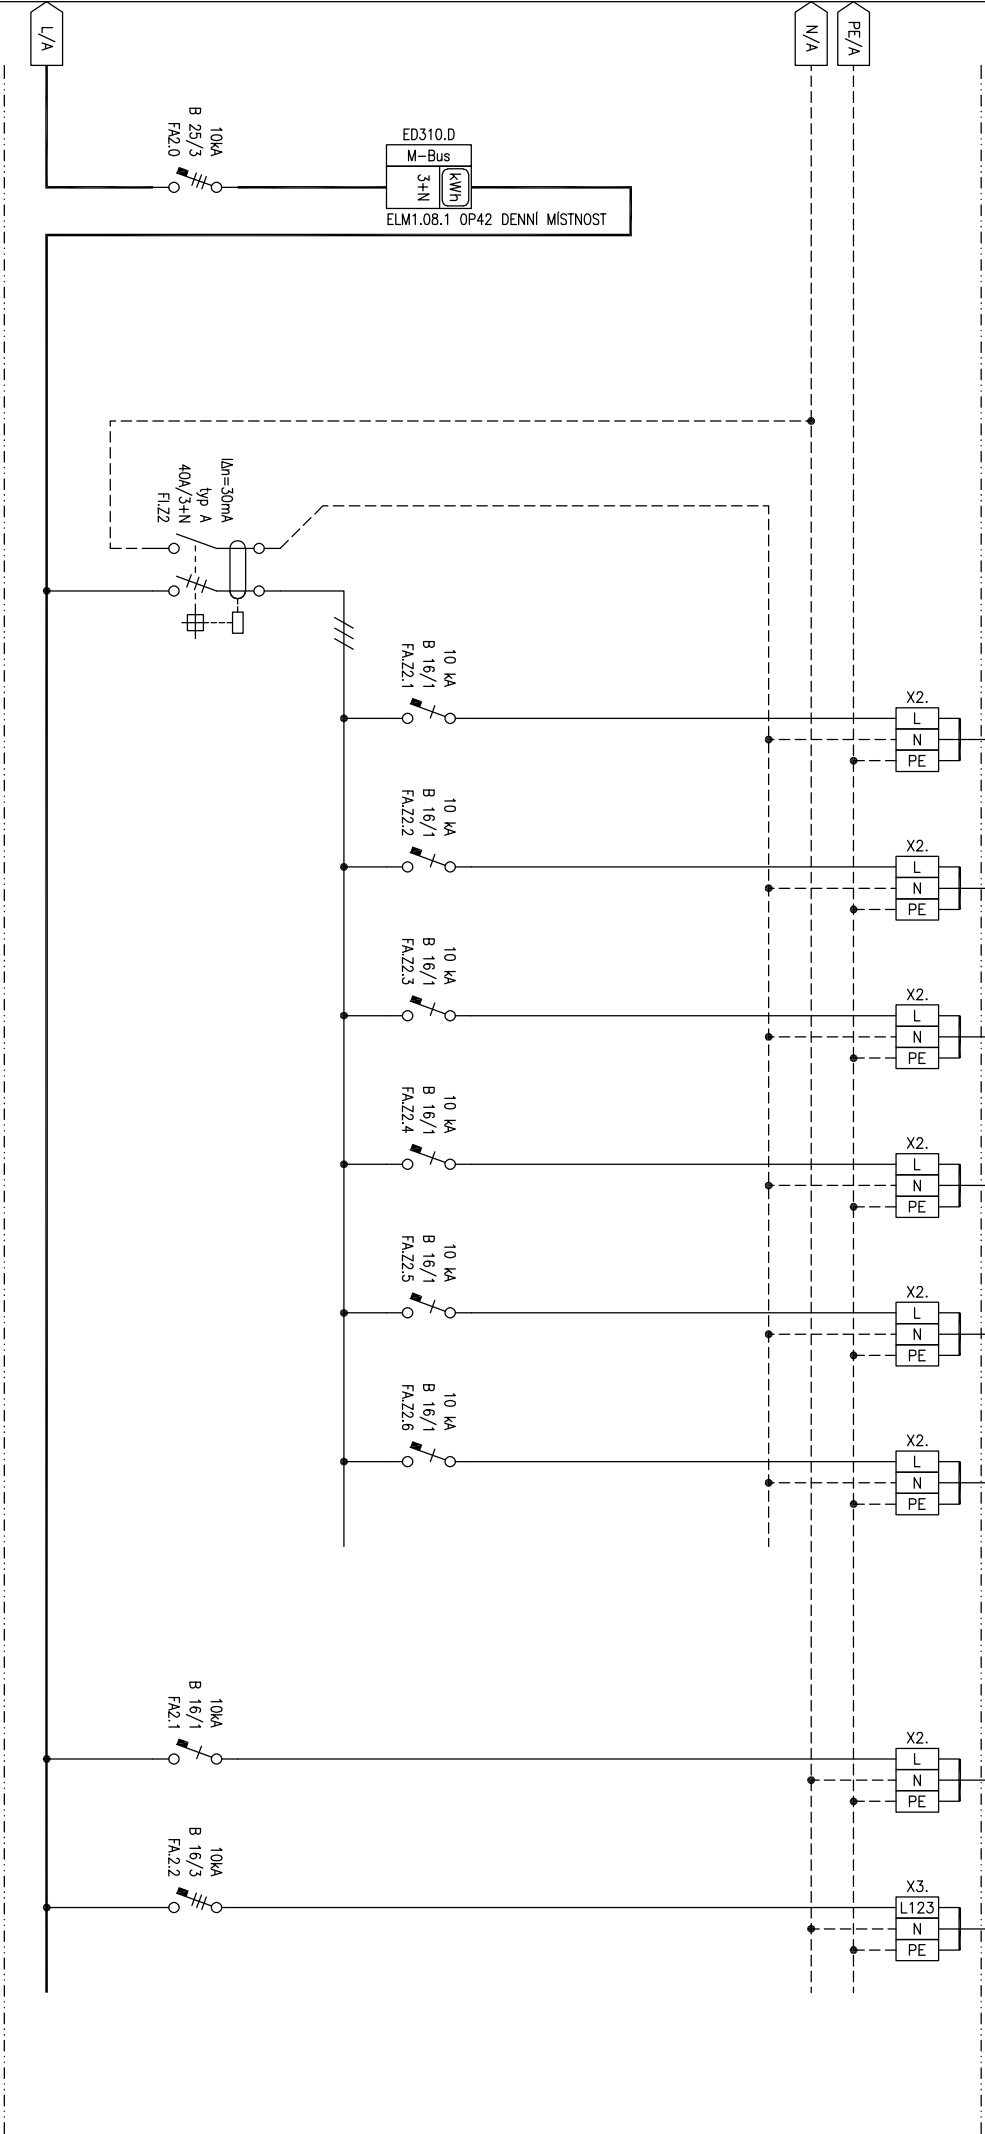 L/A
N/A
PE/A
10kA
B 25/3
FA2.0
ED310.D
M-Bus
kWh
3+N
ELM1.08.1 OP42 DENNÍ MÍSTNOST
IΔn=30mA
typ A
40A/3+N
FI.Z2
10 kA
B 16/1
FA.Z2.1
X2.
L
N
PE
10 kA
B 16/1
FA.Z2.2
X2.
L
N
PE
10 kA
B 16/1
FA.Z2.3
X2.
L
N
PE
10 kA
B 16/1
FA.Z2.4
X2.
L
N
PE
10 kA
B 16/1
FA.Z2.5
X2.
L
N
PE
10 kA
B 16/1
FA.Z2.6
X2.
L
N
PE
10kA
B 16/1
FA2.1
X2.
L
N
PE
10kA
B 16/3
FA.2.2
X3.
L123
N
PE